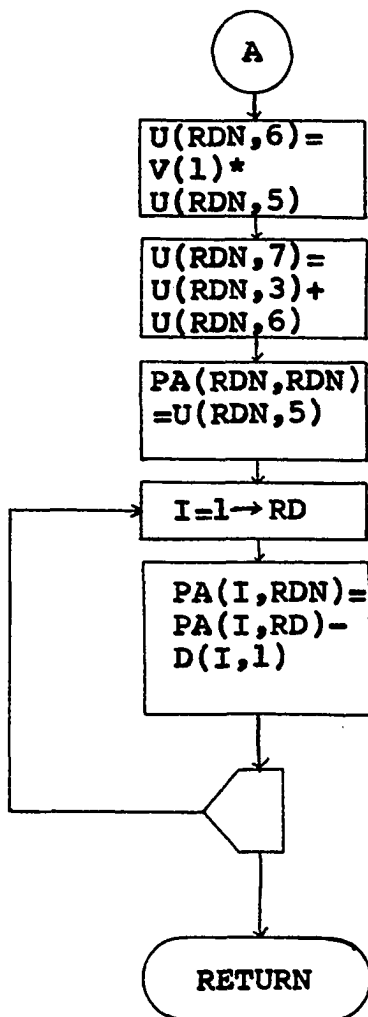 A
U(RDN,6)=
V(1)*
U(RDN,5)
U(RDN,7)=
U(RDN,3)+
U(RDN,6)
PA(RDN,RDN)
=U(RDN,5)
I=1→RD
PA(I,RDN)=
PA(I,RD)-
D(I,1)
RETURN